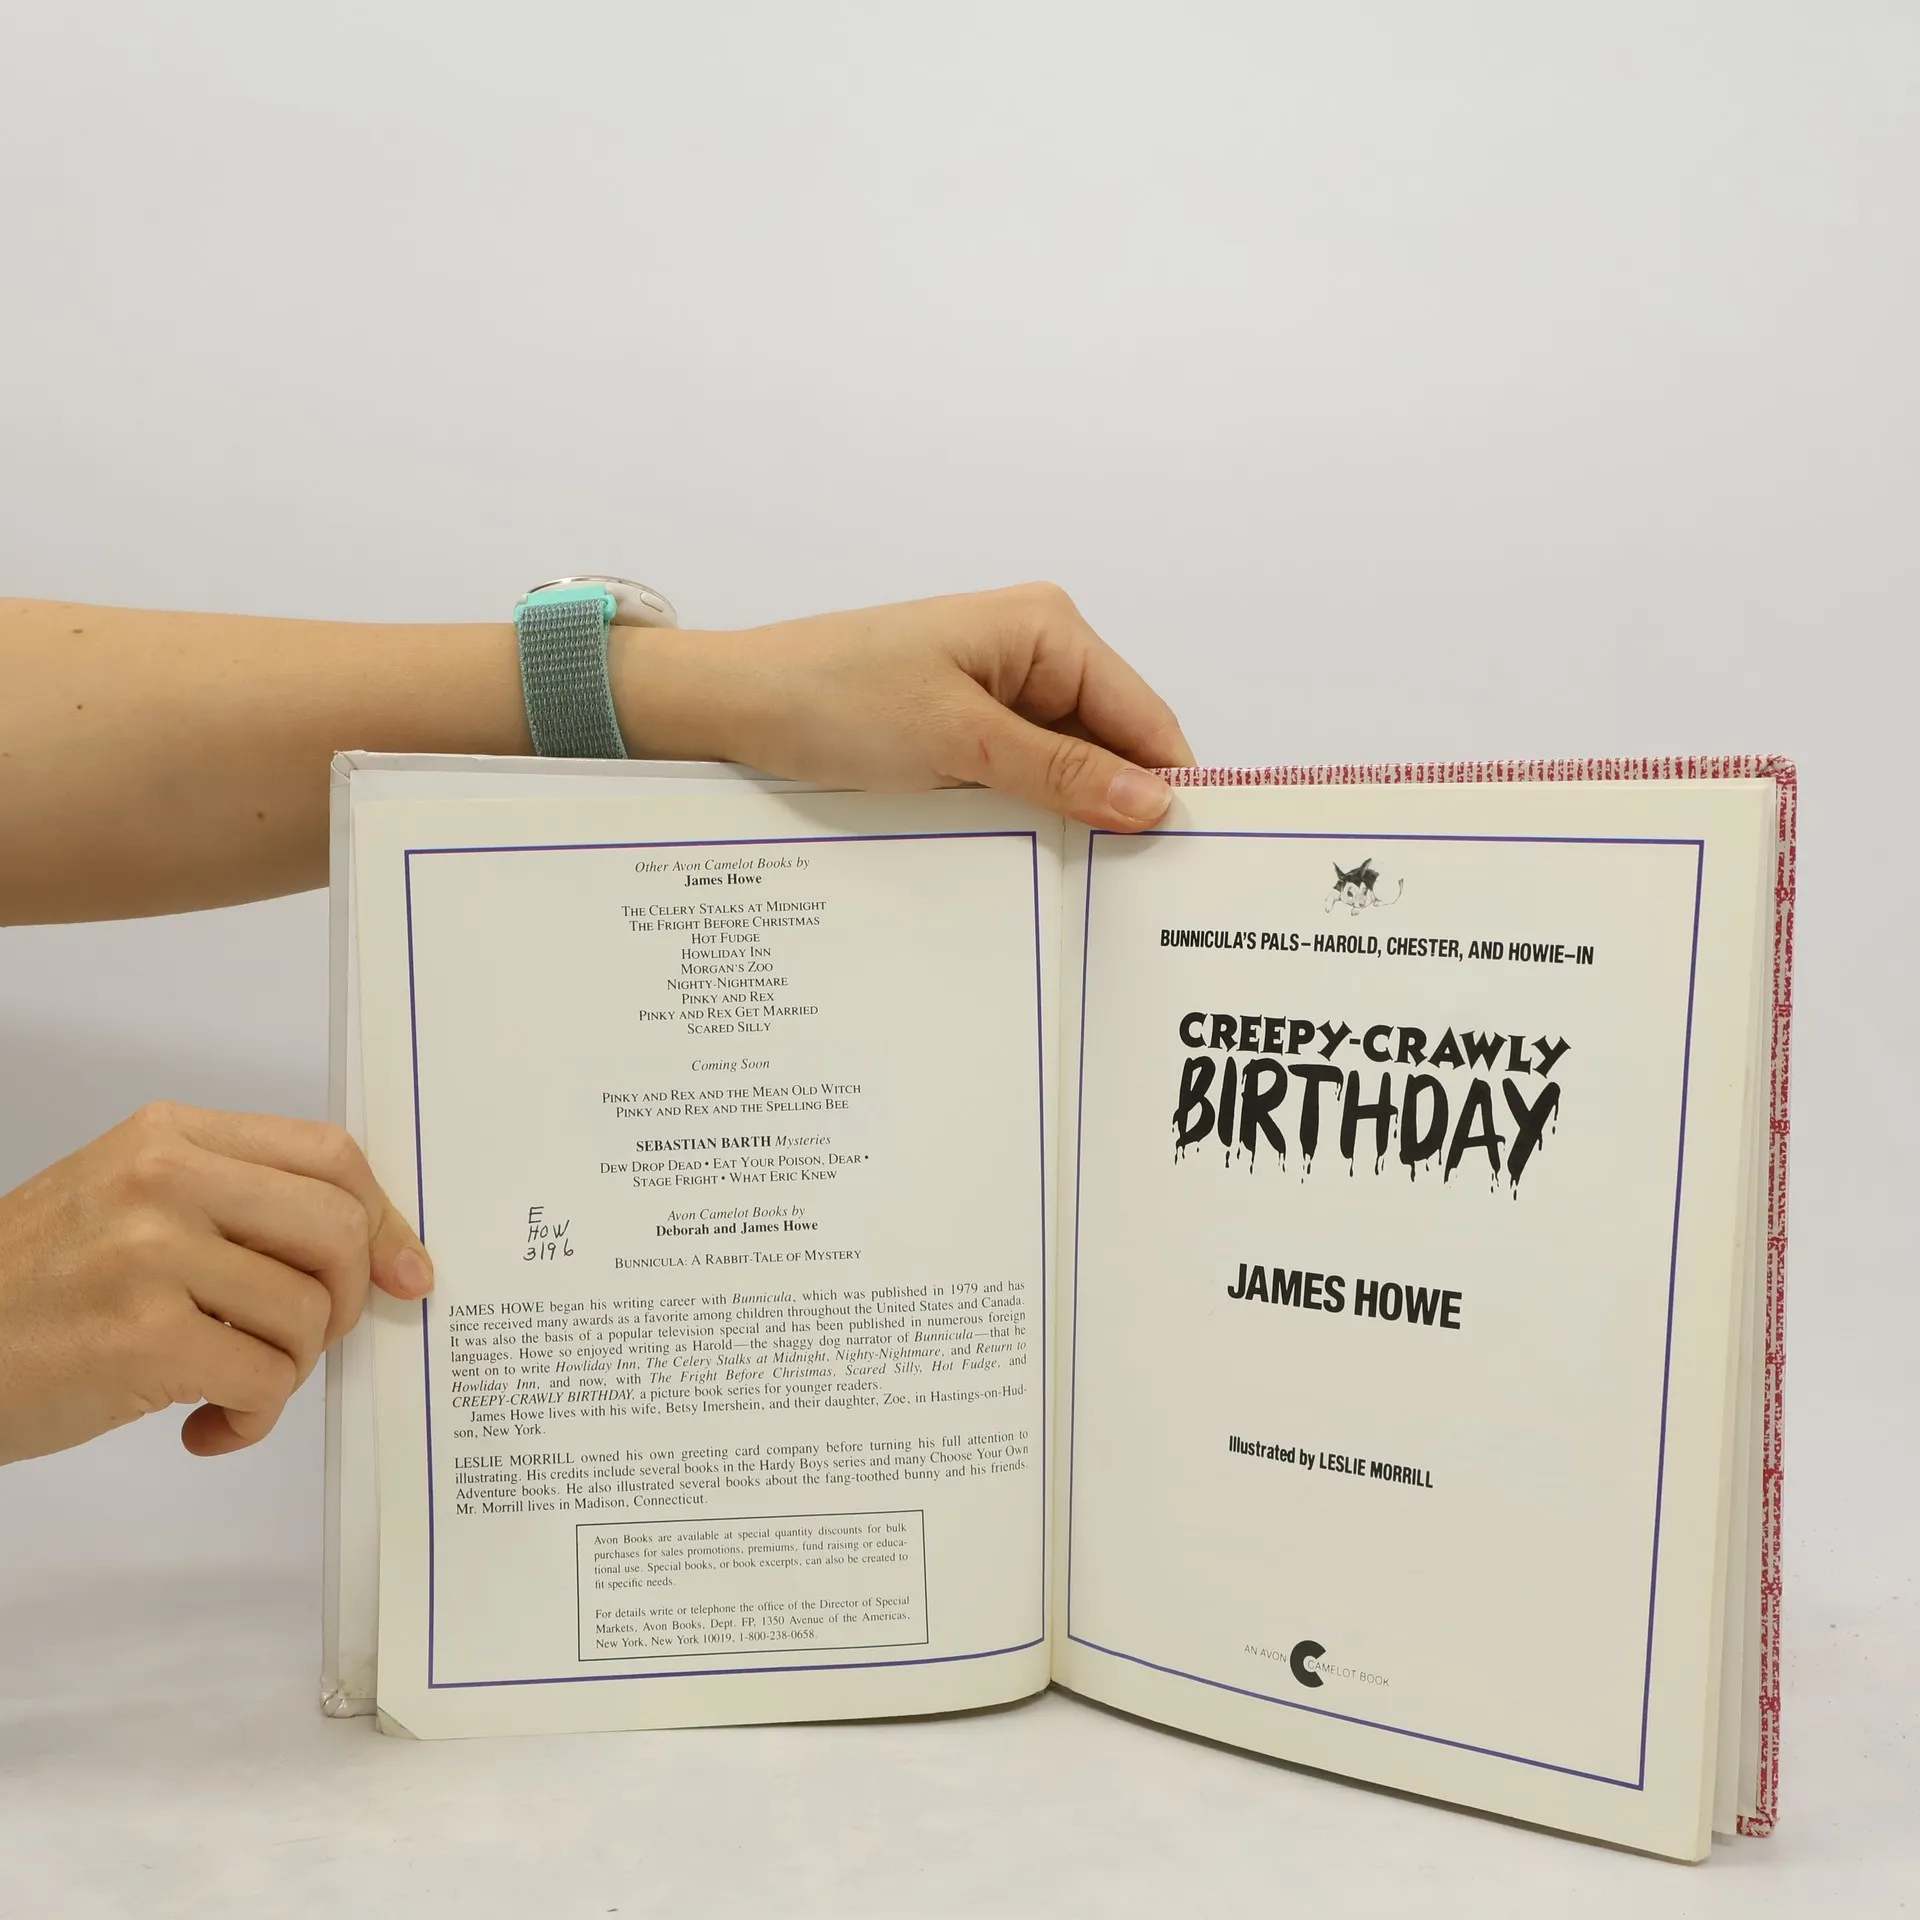 Other Avon Camelot Books by
James Howe
THE CELERY STALKS AT MIDNIGHT
THE FRIGHT BEFORE CHRISTMAS
HOT FUDGE
HOWLIDAY INN
MORGAN'S ZOO
NIGHTY-NIGHTMARE
PINKY AND REX
PINKY AND REX GET MARRIED
SCARED SILLY
Coming Soon
PINKY AND REX AND THE MEAN OLD WITCH
PINKY AND REX AND THE SPELLING BEE
SEBASTIAN BARTH Mysteries
DEW DROP DEAD • EAT YOUR POISON, DEAR •
STAGE FRIGHT • WHAT ERIC KNEW
E
HOW
3196
Avon Camelot Books by
Deborah and James Howe
BUNNICULA: A RABBIT-TALE OF MYSTERY
JAMES HOWE began his writing career with Bunnicula, which was published in 1979 and has
since received many awards as a favorite among children throughout the United States and Canada.
It was also the basis of a popular television special and has been published in numerous foreign
languages. Howe so enjoyed writing as Harold—the shaggy dog narrator of Bunnicula—that he
went on to write Howliday Inn, The Celery Stalks at Midnight, Nighty-Nightmare, and Return to
Howliday Inn, and now, with The Fright Before Christmas, Scared Silly, Hot Fudge, and
CREEPY-CRAWLY BIRTHDAY, a picture book series for younger readers.
James Howe lives with his wife, Betsy Imershein, and their daughter, Zoe, in Hastings-on-Hud-
son, New York.
LESLIE MORRILL owned his own greeting card company before turning his full attention to
illustrating. His credits include several books in the Hardy Boys series and many Choose Your Own
Adventure books. He also illustrated several books about the fang-toothed bunny and his friends.
Mr. Morrill lives in Madison, Connecticut.
Avon Books are available at special quantity discounts for bulk
purchases for sales promotions, premiums, fund raising or educa-
tional use. Special books, or book excerpts, can also be created to
fit specific needs.
For details write or telephone the office of the Director of Special
Markets, Avon Books, Dept. FP, 1350 Avenue of the Americas,
New York, New York 10019, 1-800-238-0658.
BUNNICULA'S PALS–HAROLD, CHESTER, AND HOWIE–IN
CREEPY-CRAWLY
BIRTHDAY
JAMES HOWE
Illustrated by LESLIE MORRILL
AN AVON CAMELOT BOOK